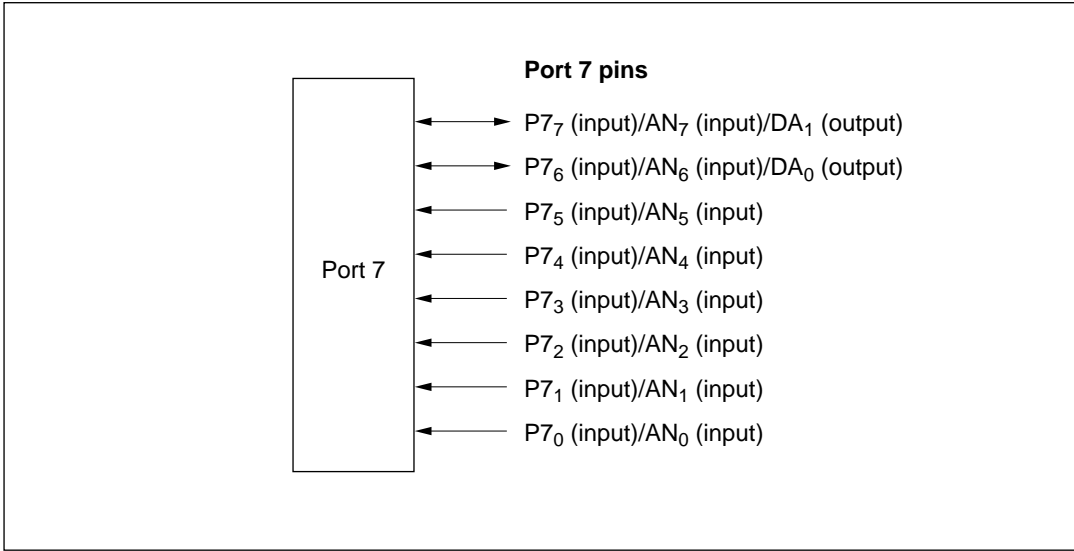 Port 7 pins
P7₇ (input)/AN₇ (input)/DA₁ (output)
P7₆ (input)/AN₆ (input)/DA₀ (output)
P7₅ (input)/AN₅ (input)
P7₄ (input)/AN₄ (input)
Port 7
P7₃ (input)/AN₃ (input)
P7₂ (input)/AN₂ (input)
P7₁ (input)/AN₁ (input)
P7₀ (input)/AN₀ (input)